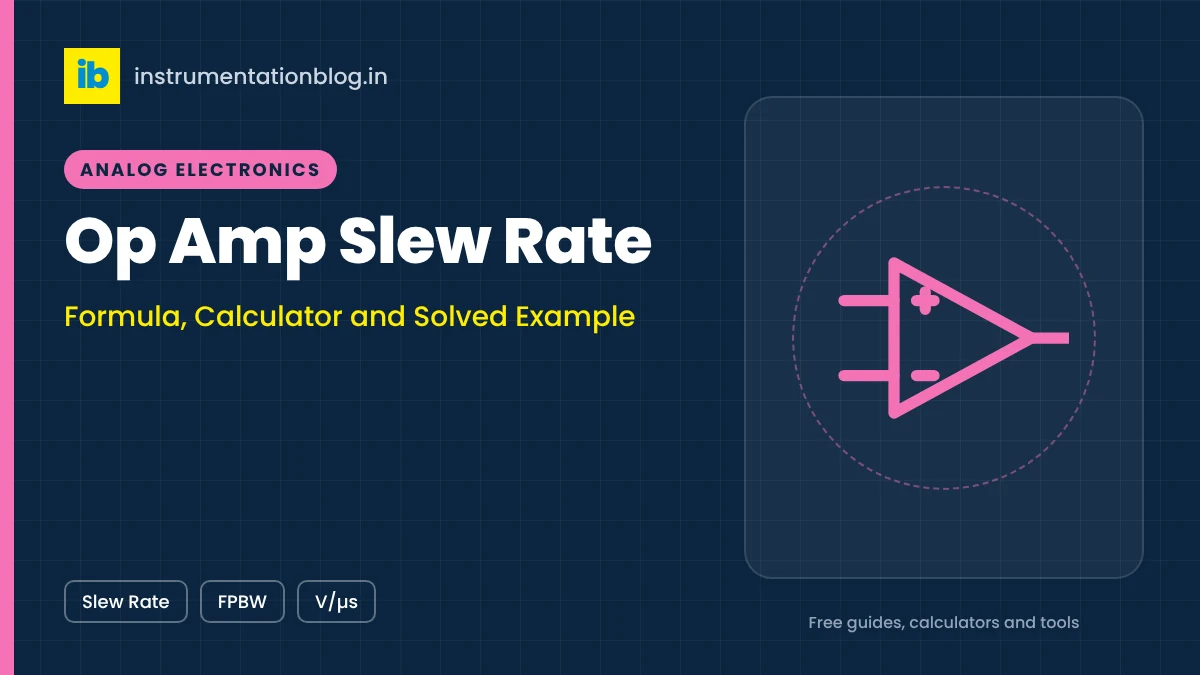 ib
instrumentationblog.in
ANALOG ELECTRONICS
Op Amp Slew Rate
Formula, Calculator and Solved Example
+
-
Slew Rate
FPBW
V/µs
Free guides, calculators and tools